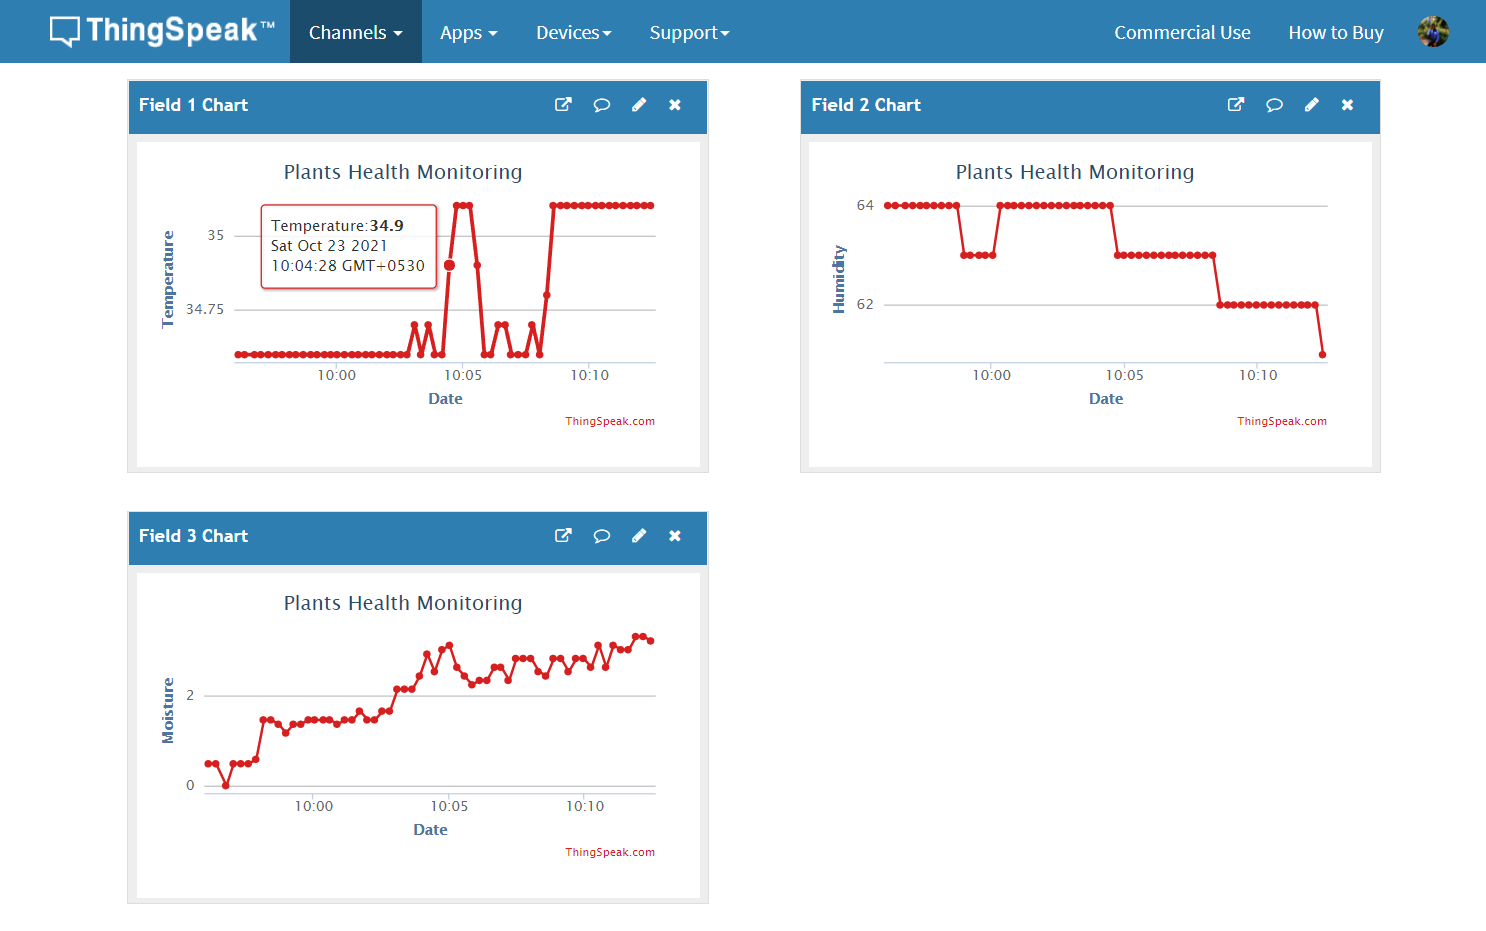 ThingSpeak™ Channels Apps Devices Support Commercial Use How to Buy
Field 1 Chart
Plants Health Monitoring
Temperature
35
34.75
Temperature:34.9
Sat Oct 23 2021
10:04:28 GMT+0530
10:00 10:05 10:10
Date
ThingSpeak.com
Field 2 Chart
Plants Health Monitoring
Humidity
64
62
10:00 10:05 10:10
Date
ThingSpeak.com
Field 3 Chart
Plants Health Monitoring
Moisture
2
0
10:00 10:05 10:10
Date
ThingSpeak.com